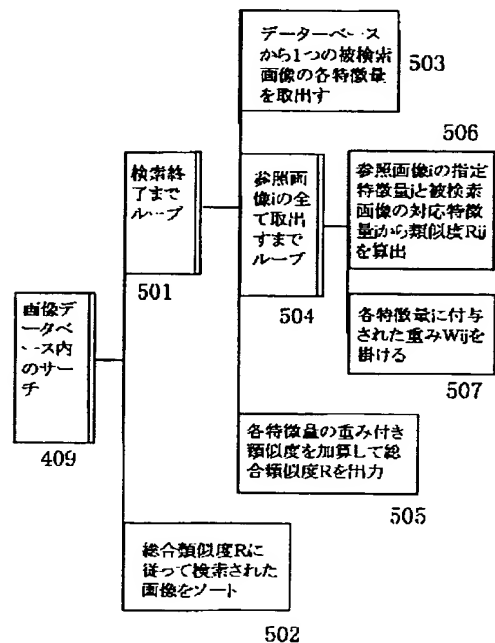 データーベース
から1つの被検索
画像の各特徴量
を取出す
503
506
検索終
了まで
ループ
501
参照画
像iの全
て取出
すまで
ループ
504
参照画像iの指定
特徴量jと被検索
画像の対応特徴
量jから類似度Rij
を算出
各特徴量に付与
された重みWijを
掛ける
507
画像デ
ータベ
ース内
のサー
チ
409
各特徴量の重み付き
類似度を加算して総
合類似度Rを出力
505
総合類似度Rに
従って検索された
画像をソート
502